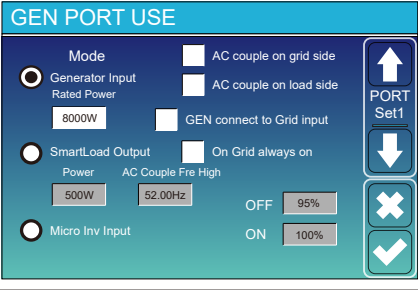 GEN PORT USE
Mode
AC couple on grid side
Generator Input
Rated Power
AC couple on load side
PORT
Set1
8000W
GEN connect to Grid input
SmartLoad Output
On Grid always on
Power
AC Couple Fre High
500W
52.00Hz
OFF
95%
Micro Inv Input
ON
100%